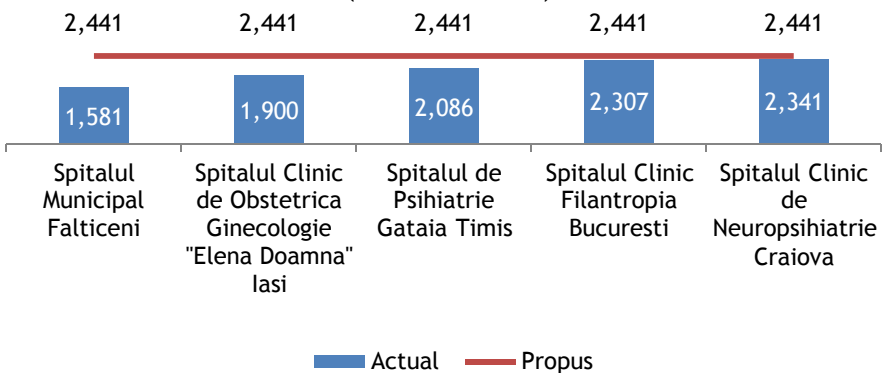 2,441 2,441 2,441 2,441 2,441
1,581 1,900 2,086 2,307 2,341
Spitalul
Municipal
Falticeni
Spitalul Clinic
de Obstetrica
Ginecologie
"Elena Doamna"
Iasi
Spitalul de
Psihiatrie
Gataia Timis
Spitalul Clinic
Filantropia
Bucuresti
Spitalul Clinic
de
Neuropsihiatrie
Craiova
Actual Propus